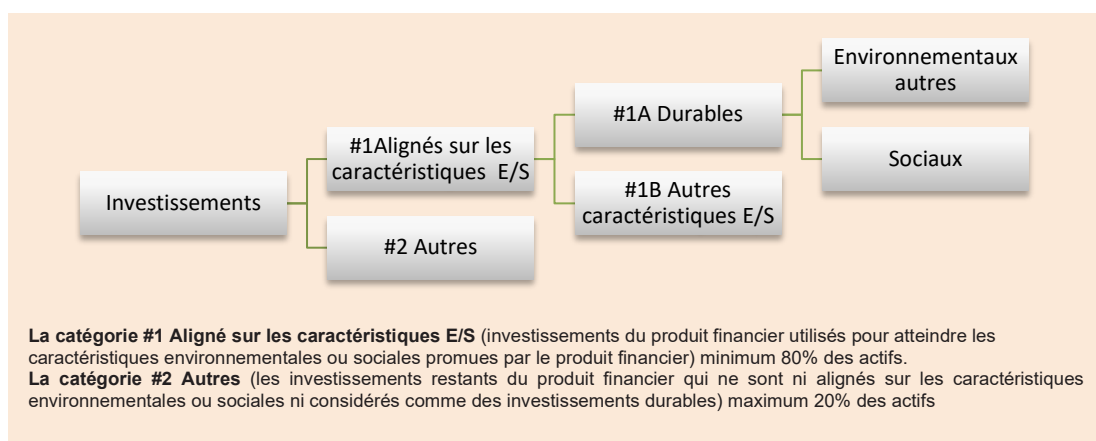 Environnementaux
autres
#1A Durables
#1Alignés sur les
caractéristiques E/S
Sociaux
#1B Autres
caractéristiques E/S
Investissements
#2 Autres
La catégorie #1 Aligné sur les caractéristiques E/S (investissements du produit financier utilisés pour atteindre les
caractéristiques environnementales ou sociales promues par le produit financier) minimum 80% des actifs.
La catégorie #2 Autres (les investissements restants du produit financier qui ne sont ni alignés sur les caractéristiques
environnementales ou sociales ni considérés comme des investissements durables) maximum 20% des actifs